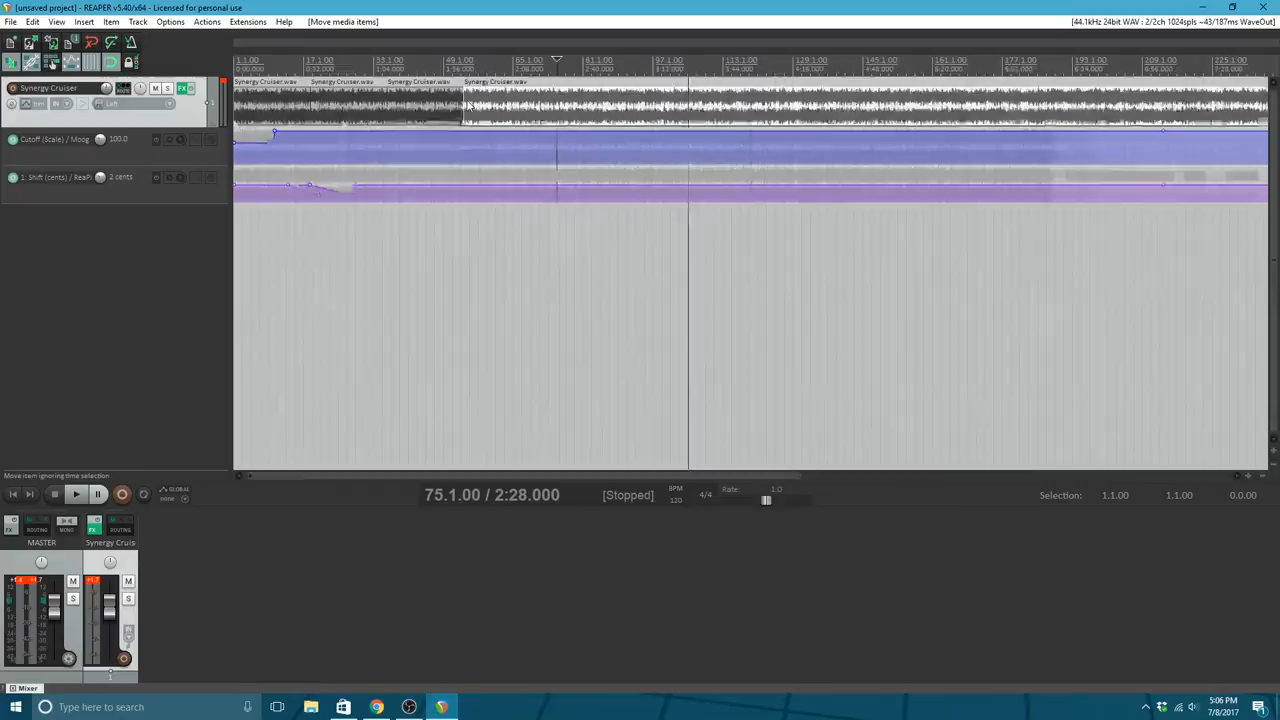 [unsaved project] - REAPER v5.40/x64 - Licensed for personal use
File Edit View Insert Item Track Options Actions Extensions Help [Move media items]
[44.1kHz 24bit WAV : 2/2ch 1024spls ~43/187ms WaveOut]
1.1.00 17.1.00 33.1.00 49.1.00 65.1.00 81.1.00 97.1.00 113.1.00 129.1.00 145.1.00 161.1.00 177.1.00 193.1.00 209.1.00 225.1.00
0:00.000 0:32.000 1:04.000 1:36.000 2:08.000 2:40.000 3:12.000 3:44.000 4:16.000 4:48.000 5:20.000 6:24.000 6:56.000 7:28.000
Synergy Cruiser.wav Synergy Cruiser.wav Synergy Cruiser.wav Synergy Cruiser.wav
Synergy Cruiser M S FX
trim IN Left
1
Cutoff (Scale) / Moog 100.0
1: Shift (cents) / ReaPi 2 cents
Move item ignoring time selection
GLOBAL
none
75.1.00 / 2:28.000 [Stopped]
BPM
120
4/4
Rate: 1.0
Selection: 1.1.00 1.1.00 0.0.00
FX ROUTING MONO FX ROUTING
MASTER Synergy Cruis
M M
S S
1
Mixer
Type here to search
5:06 PM
7/8/2017